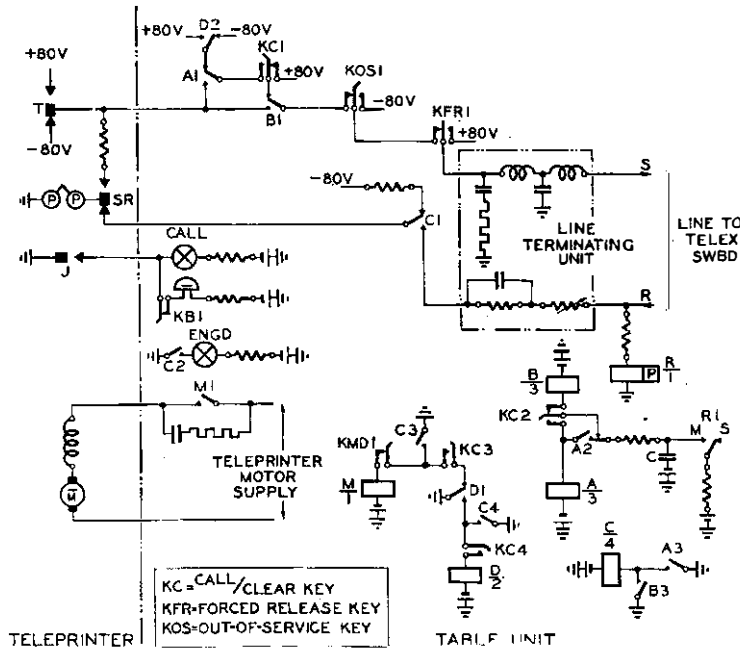 D2
+80V -80V
KC1
+80V
+80V
KOS1
A1
-80V
T
B1
KFR1
+80V
-80V
S
-80V
P P
SR
C1
LINE
TERMINATING
UNIT
LINE TO
TELEX
SWBD
CALL
J
KB1
R
ENGD
C2
P
R/1
B/3
M1
KC2
R1
M
S
C3
KMD1
KC3
A2
C
TELEPRINTER
MOTOR
SUPPLY
M/1
D1
A/3
M
C4
C/4
KC4
A3
D/2
B3
KC=CALL/CLEAR KEY
KFR=FORCED RELEASE KEY
KOS=OUT-OF-SERVICE KEY
TELEPRINTER
TABLE UNIT